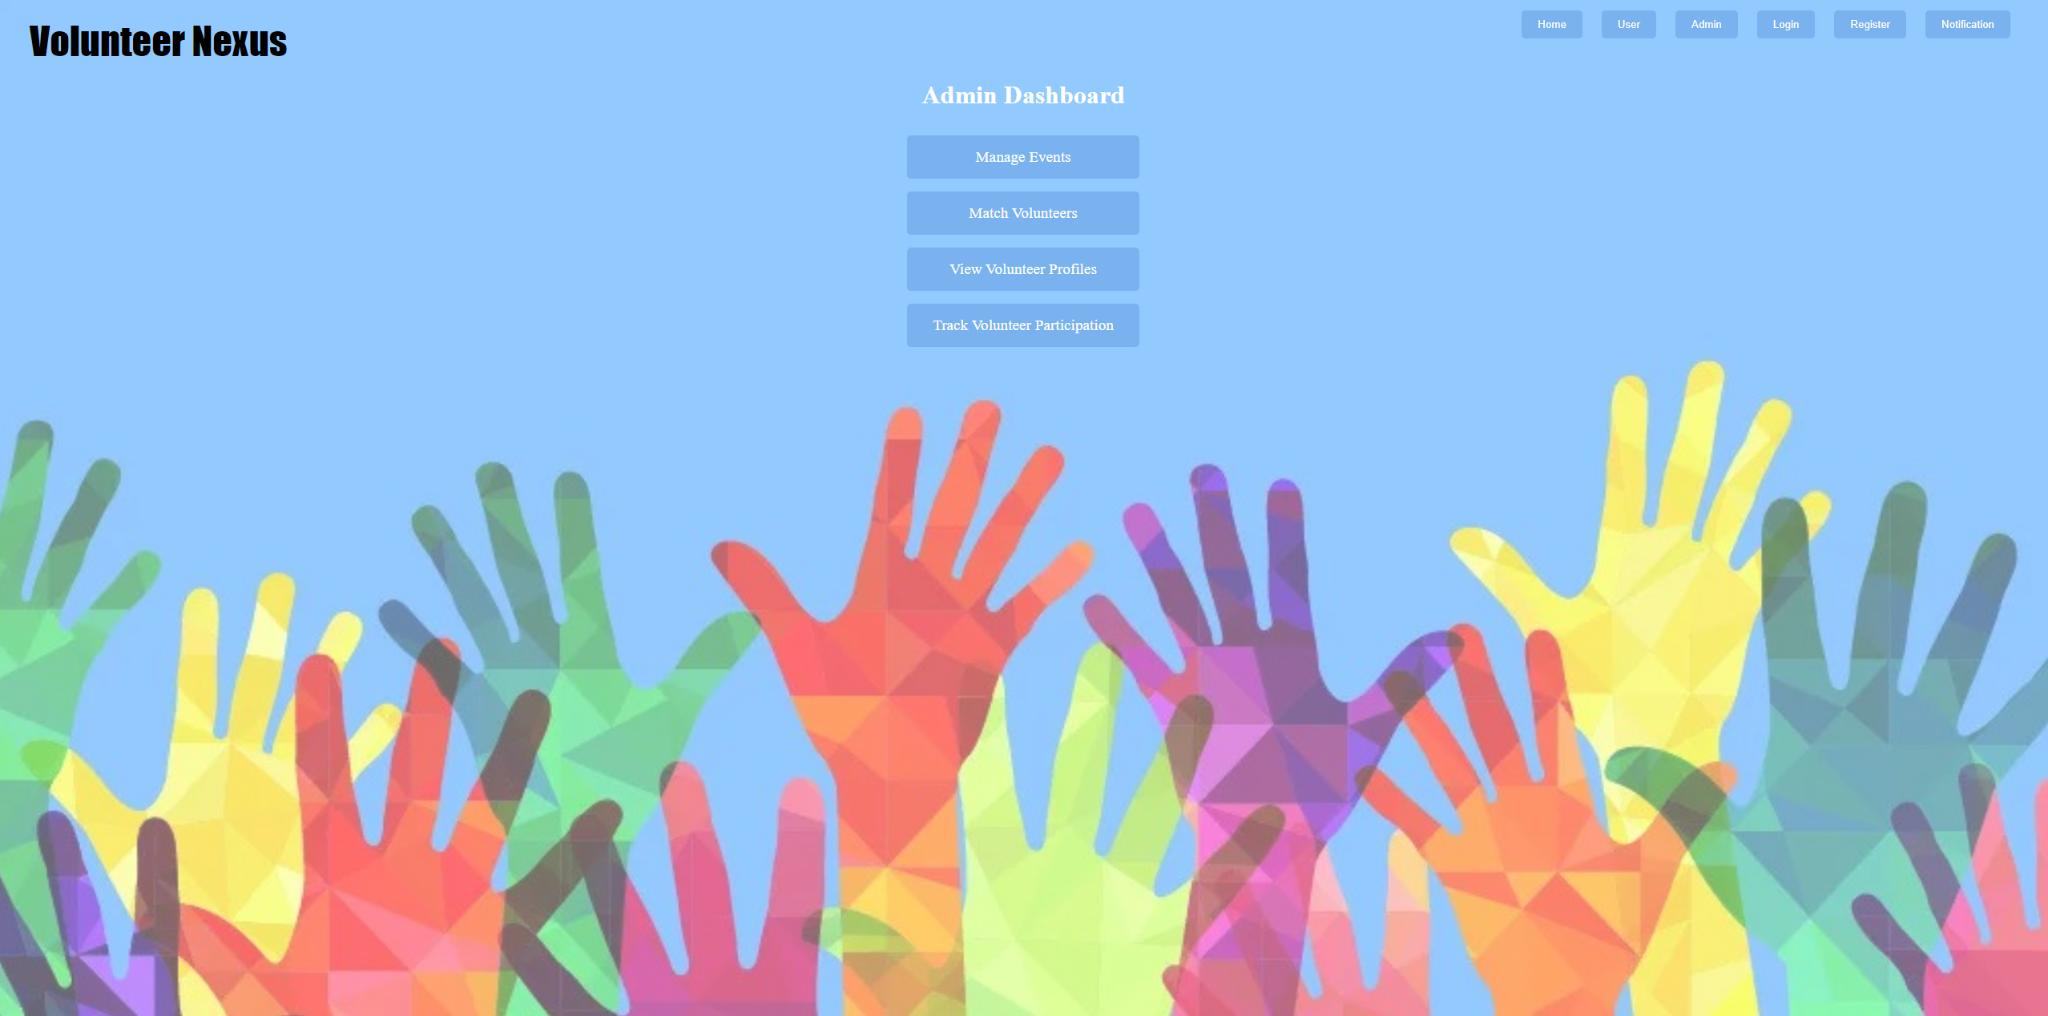 Volunteer Nexus
Home
User
Admin
Login
Register
Notification
Admin Dashboard
Manage Events
Match Volunteers
View Volunteer Profiles
Track Volunteer Participation